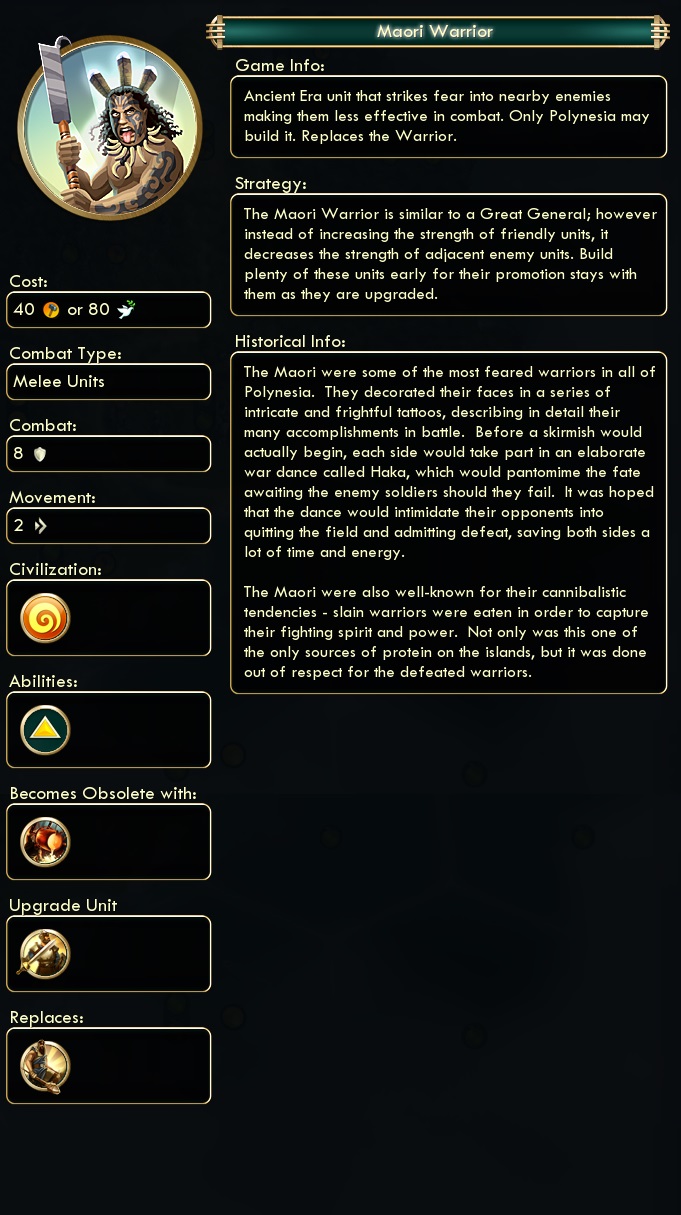 Maori Warrior
Game Info:
Ancient Era unit that strikes fear into nearby enemies
making them less effective in combat. Only Polynesia may
build it. Replaces the Warrior.
Strategy:
The Maori Warrior is similar to a Great General; however
instead of increasing the strength of friendly units, it
decreases the strength of adjacent enemy units. Build
plenty of these units early for their promotion stays with
them as they are upgraded.
Historical Info:
The Maori were some of the most feared warriors in all of
Polynesia.  They decorated their faces in a series of
intricate and frightful tattoos, describing in detail their
many accomplishments in battle.  Before a skirmish would
actually begin, each side would take part in an elaborate
war dance called Haka, which would pantomime the fate
awaiting the enemy soldiers should they fail.  It was hoped
that the dance would intimidate their opponents into
quitting the field and admitting defeat, saving both sides a
lot of time and energy.
The Maori were also well-known for their cannibalistic
tendencies - slain warriors were eaten in order to capture
their fighting spirit and power.  Not only was this one of
the only sources of protein on the islands, but it was done
out of respect for the defeated warriors.
Cost:
40 or 80
Combat Type:
Melee Units
Combat:
8
Movement:
2
Civilization:
Abilities:
Becomes Obsolete with:
Upgrade Unit
Replaces: